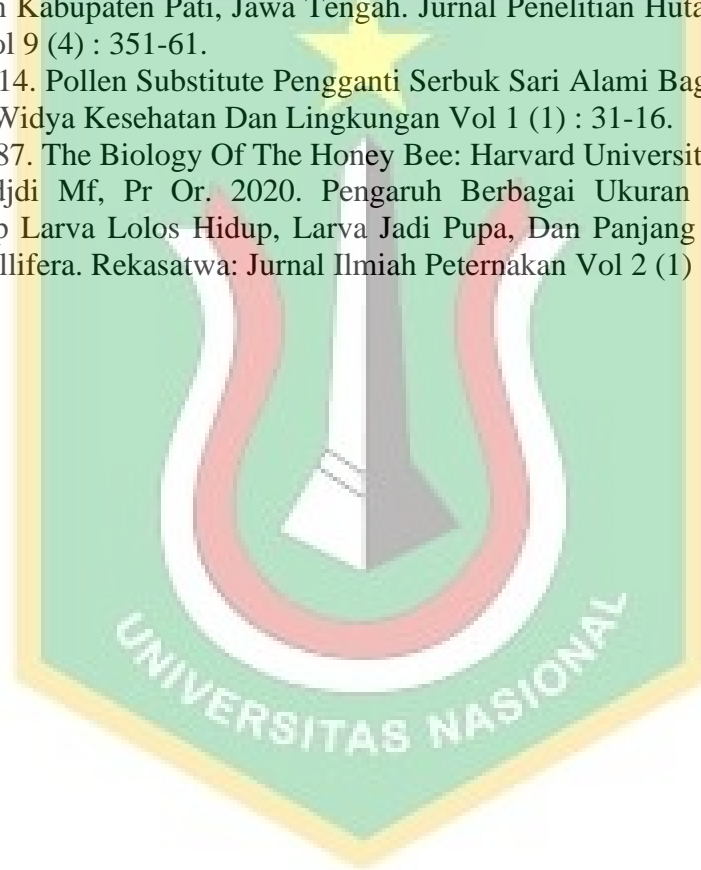 Kabupaten Pati, Jawa Tengah. Jurnal Penelitian Huta
9 (4) : 351-61.
14. Pollen Substitute Pengganti Serbuk Sari Alami Bag
Widya Kesehatan Dan Lingkungan Vol 1 (1) : 31-16.
87. The Biology Of The Honey Bee: Harvard Universit
djdi Mf, Pr Or. 2020. Pengaruh Berbagai Ukuran
Larva Lolos Hidup, Larva Jadi Pupa, Dan Panjang
llifera. Rekasatwa: Jurnal Ilmiah Peternakan Vol 2 (1)
UNIVERSITAS NASIONAL